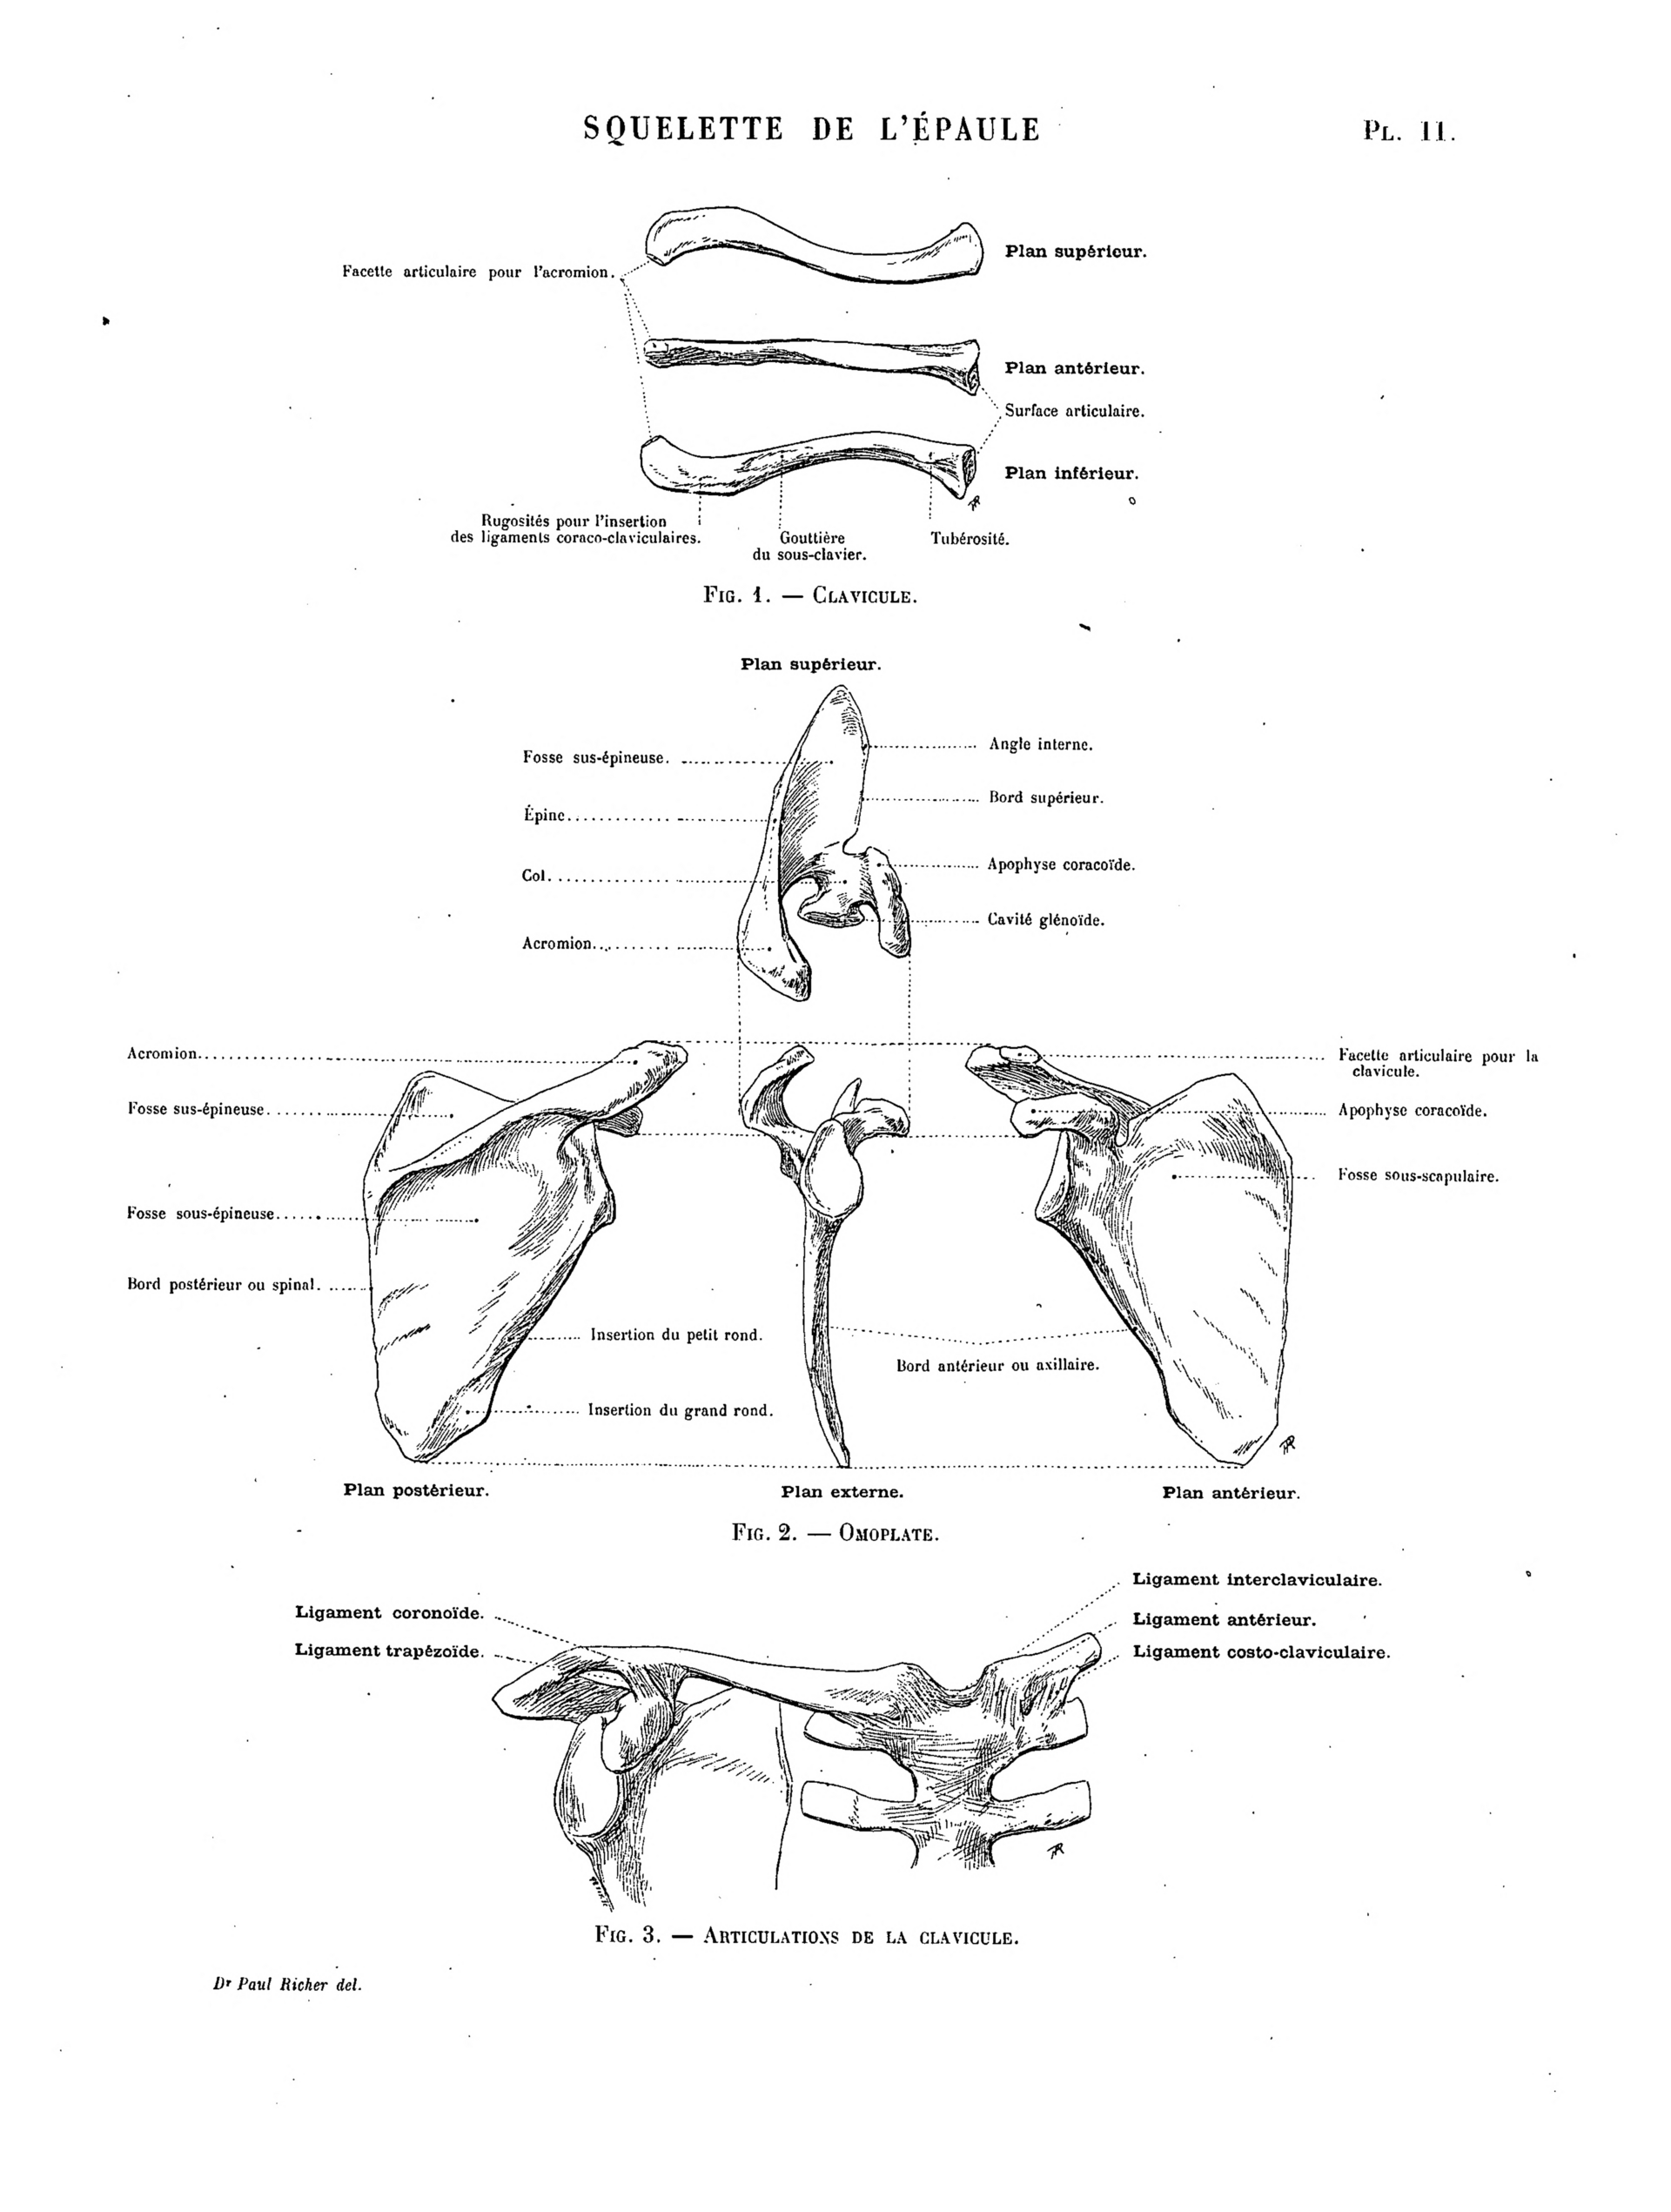 SQUELETTE DE L'ÉPAULE
PL. 11.
Plan supérieur.
Facette articulaire pour l'acromion.
Plan antérieur.
Surface articulaire.
Plan inférieur.
Rugosités pour l'insertion
des ligaments coraco-claviculaires.
Gouttière
du sous-clavier.
Tubérosité.
FIG. 1. — CLAVICULE.
Plan supérieur.
Fosse sus-épineuse.
Épine
Col
Acromion
Angle interne.
Bord supérieur.
Apophyse coracoïde.
Cavité glénoïde.
Acromion
Fosse sus-épineuse
Fosse sous-épineuse
Bord postérieur ou spinal.
Insertion du petit rond.
Insertion du grand rond.
Bord antérieur ou axillaire.
Facette articulaire pour la
clavicule.
Apophyse coracoïde.
Fosse sous-scapulaire.
Plan postérieur.
Plan externe.
Plan antérieur.
FIG. 2. — OMOPLATE.
Ligament coronoïde.
Ligament trapézoïde.
Ligament interclaviculaire.
Ligament antérieur.
Ligament costo-claviculaire.
FIG. 3. — ARTICULATIONS DE LA CLAVICULE.
Dr Paul Richer del.